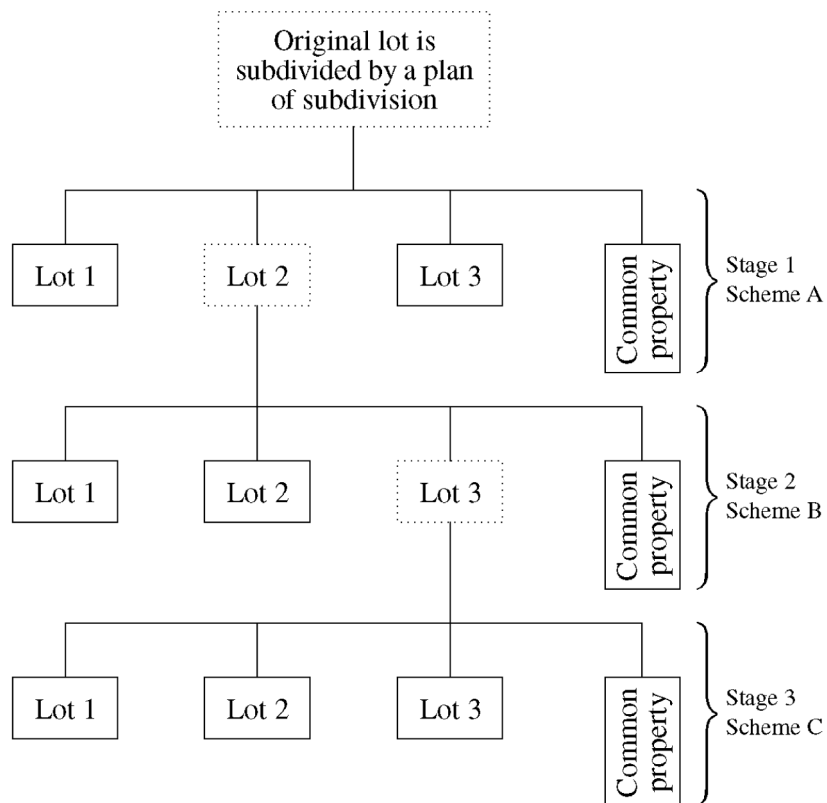 Original lot is
subdivided by a plan
of subdivision
Lot 1
Lot 2
Lot 3
Common
property
Stage 1
Scheme A
Lot 1
Lot 2
Lot 3
Common
property
Stage 2
Scheme B
Lot 1
Lot 2
Lot 3
Common
property
Stage 3
Scheme C